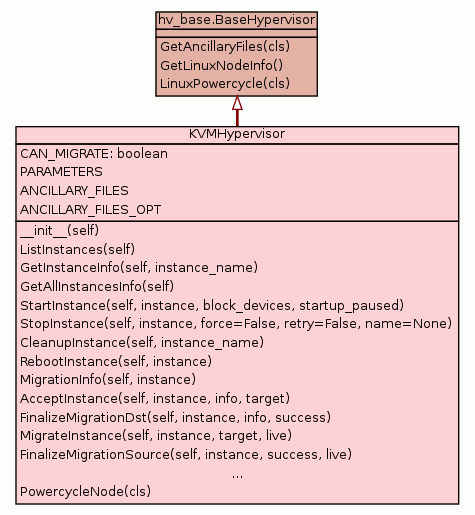 hv_base.BaseHypervisor
GetAncillaryFiles(cls)
GetLinuxNodeInfo()
LinuxPowercycle(cls)
KVMHypervisor
CAN_MIGRATE: boolean
PARAMETERS
ANCILLARY_FILES
ANCILLARY_FILES_OPT
__init__(self)
ListInstances(self)
GetInstanceInfo(self, instance_name)
GetAllInstancesInfo(self)
StartInstance(self, instance, block_devices, startup_paused)
StopInstance(self, instance, force=False, retry=False, name=None)
CleanupInstance(self, instance_name)
RebootInstance(self, instance)
MigrationInfo(self, instance)
AcceptInstance(self, instance, info, target)
FinalizeMigrationDst(self, instance, info, success)
MigrateInstance(self, instance, target, live)
FinalizeMigrationSource(self, instance, success, live)
...
PowercycleNode(cls)